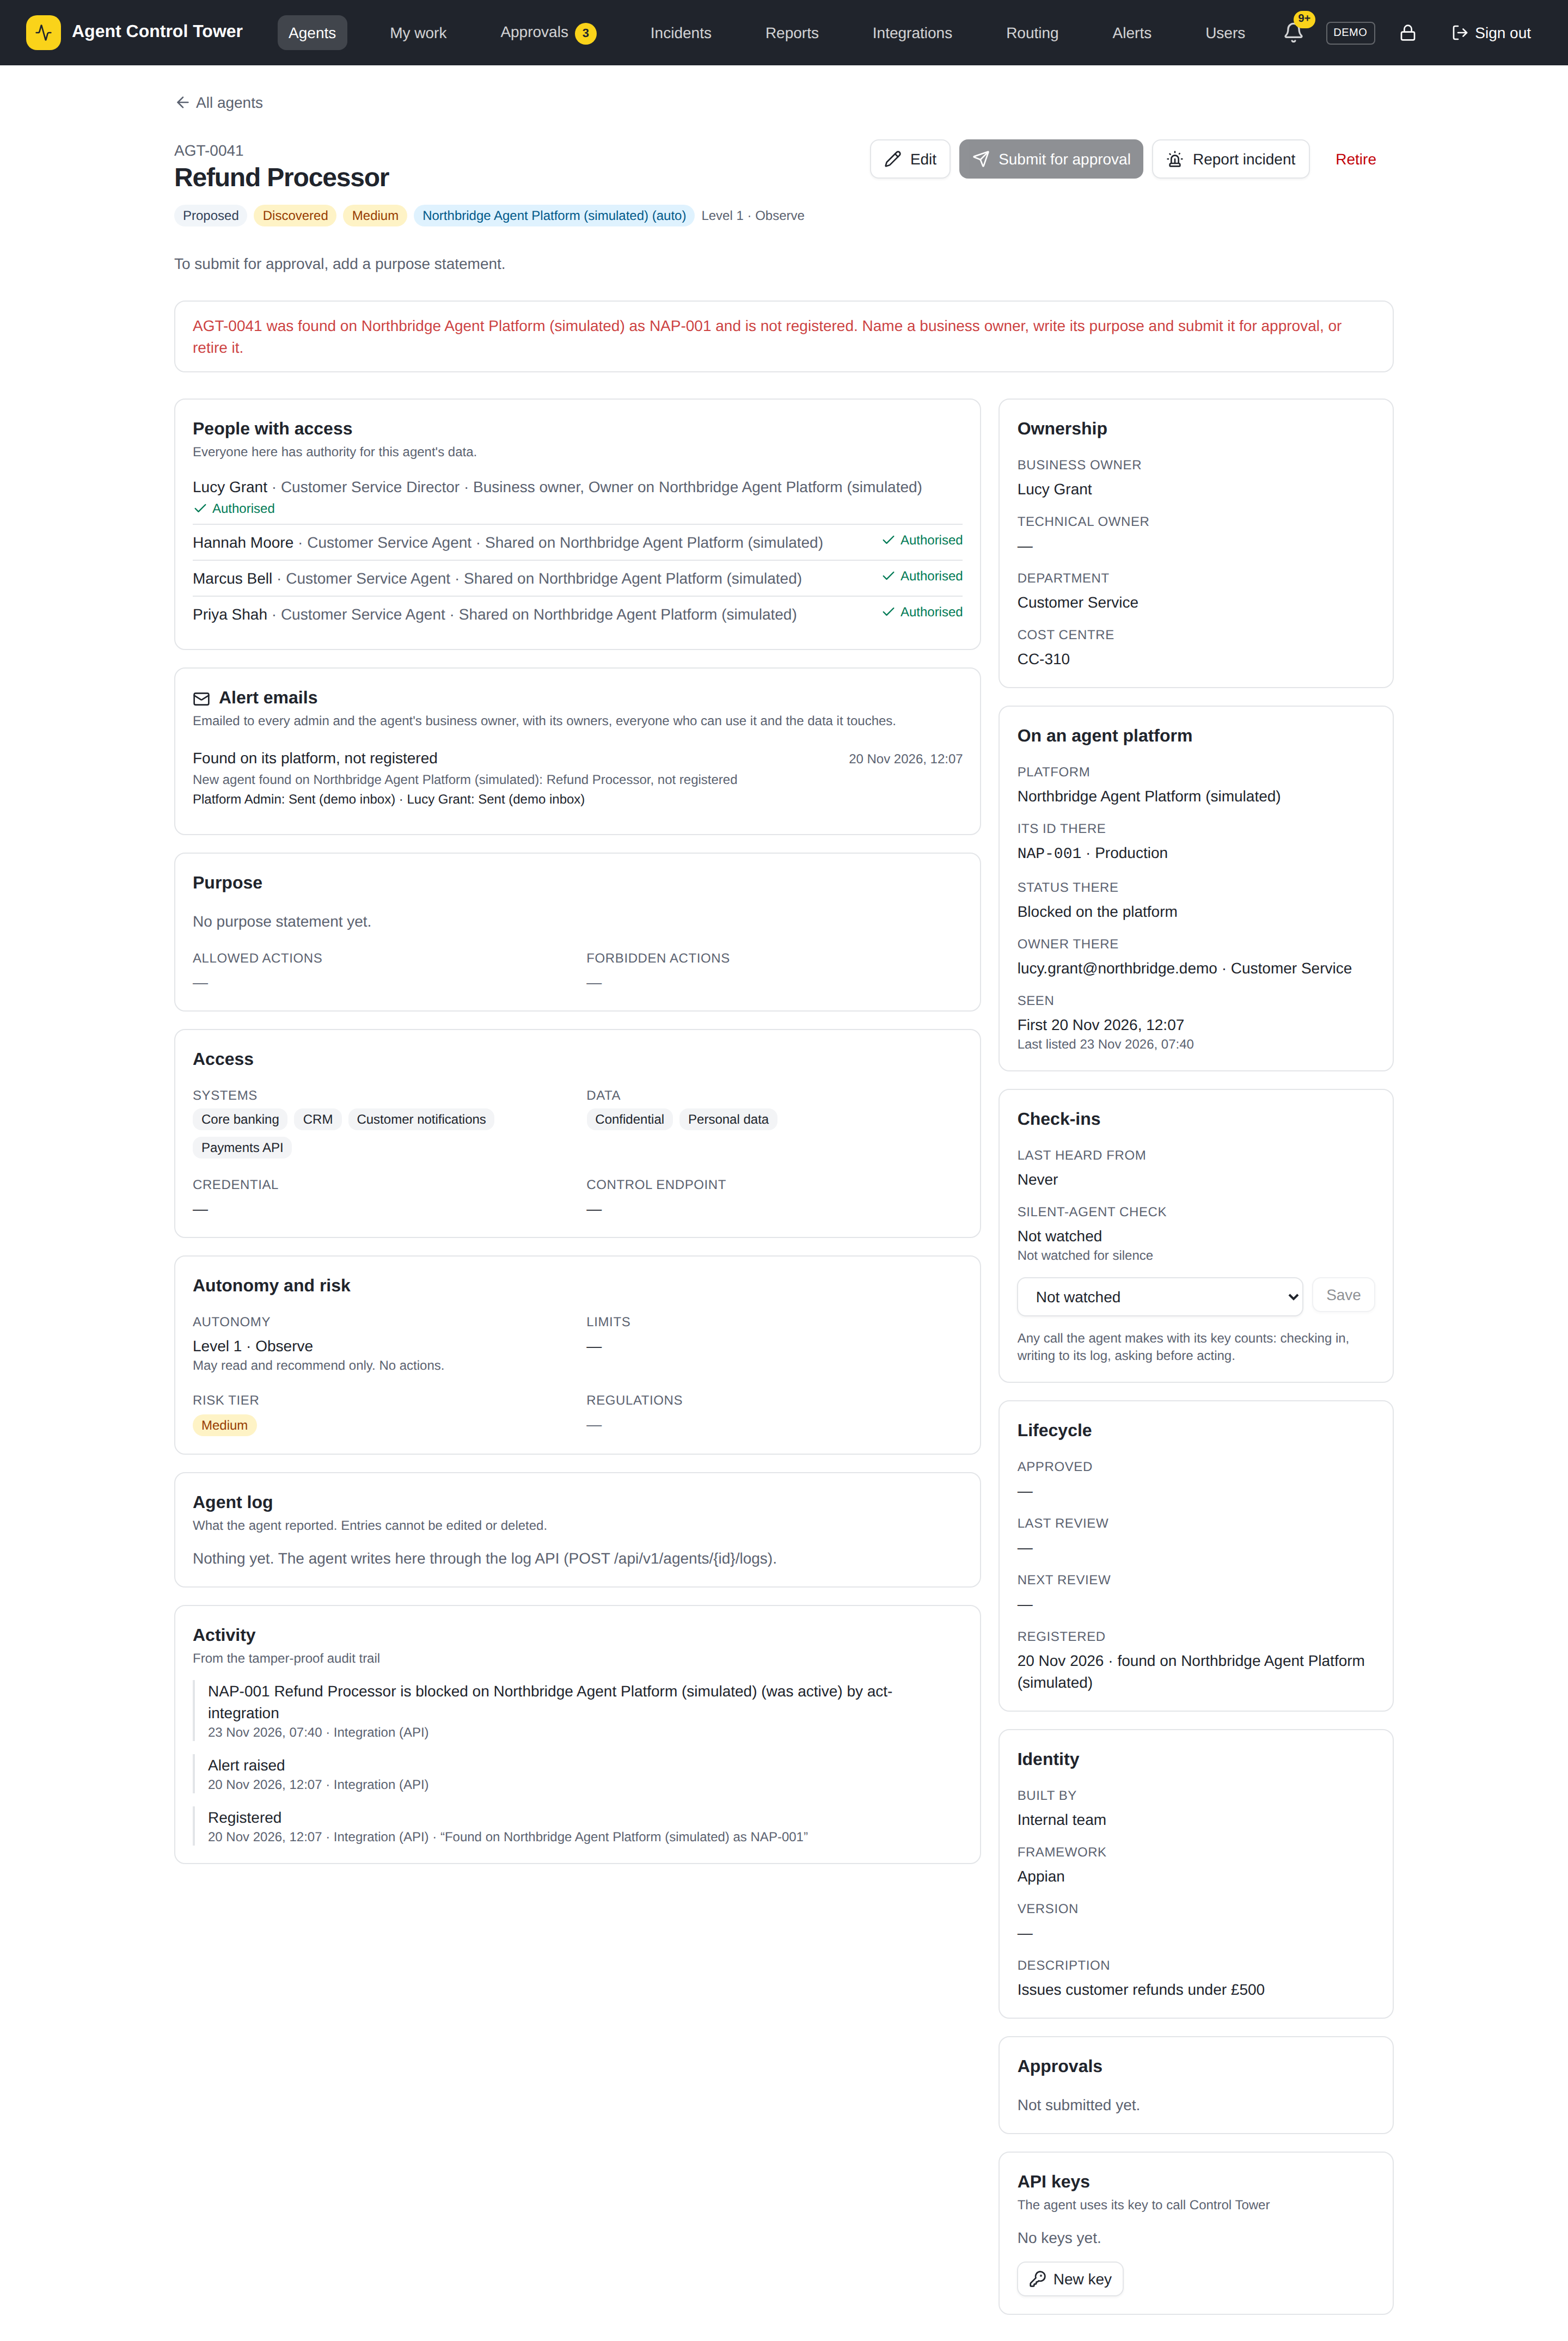 Agent Control Tower
Agents
My work
Approvals 3
Incidents
Reports
Integrations
Routing
Alerts
Users
9+
DEMO
Sign out
All agents
AGT-0041
Refund Processor
Edit
Submit for approval
Report incident
Retire
Proposed Discovered Medium Northbridge Agent Platform (simulated) (auto) Level 1 · Observe
To submit for approval, add a purpose statement.
AGT-0041 was found on Northbridge Agent Platform (simulated) as NAP-001 and is not registered. Name a business owner, write its purpose and submit it for approval, or
retire it.
People with access
Everyone here has authority for this agent's data.
Lucy Grant · Customer Service Director · Business owner, Owner on Northbridge Agent Platform (simulated)
Authorised
Hannah Moore · Customer Service Agent · Shared on Northbridge Agent Platform (simulated) Authorised
Marcus Bell · Customer Service Agent · Shared on Northbridge Agent Platform (simulated) Authorised
Priya Shah · Customer Service Agent · Shared on Northbridge Agent Platform (simulated) Authorised
Alert emails
Emailed to every admin and the agent's business owner, with its owners, everyone who can use it and the data it touches.
Found on its platform, not registered 20 Nov 2026, 12:07
New agent found on Northbridge Agent Platform (simulated): Refund Processor, not registered
Platform Admin: Sent (demo inbox) · Lucy Grant: Sent (demo inbox)
Purpose
No purpose statement yet.
ALLOWED ACTIONS FORBIDDEN ACTIONS
— —
Access
SYSTEMS DATA
Core banking CRM Customer notifications Confidential Personal data
Payments API
CREDENTIAL CONTROL ENDPOINT
— —
Autonomy and risk
AUTONOMY LIMITS
Level 1 · Observe —
May read and recommend only. No actions.
RISK TIER REGULATIONS
Medium —
Agent log
What the agent reported. Entries cannot be edited or deleted.
Nothing yet. The agent writes here through the log API (POST /api/v1/agents/{id}/logs).
Activity
From the tamper-proof audit trail
NAP-001 Refund Processor is blocked on Northbridge Agent Platform (simulated) (was active) by act-
integration
23 Nov 2026, 07:40 · Integration (API)
Alert raised
20 Nov 2026, 12:07 · Integration (API)
Registered
20 Nov 2026, 12:07 · Integration (API) · “Found on Northbridge Agent Platform (simulated) as NAP-001”
Ownership
BUSINESS OWNER
Lucy Grant
TECHNICAL OWNER
—
DEPARTMENT
Customer Service
COST CENTRE
CC-310
On an agent platform
PLATFORM
Northbridge Agent Platform (simulated)
ITS ID THERE
NAP-001 · Production
STATUS THERE
Blocked on the platform
OWNER THERE
lucy.grant@northbridge.demo · Customer Service
SEEN
First 20 Nov 2026, 12:07
Last listed 23 Nov 2026, 07:40
Check-ins
LAST HEARD FROM
Never
SILENT-AGENT CHECK
Not watched
Not watched for silence
Not watched Save
Any call the agent makes with its key counts: checking in,
writing to its log, asking before acting.
Lifecycle
APPROVED
—
LAST REVIEW
—
NEXT REVIEW
—
REGISTERED
20 Nov 2026 · found on Northbridge Agent Platform
(simulated)
Identity
BUILT BY
Internal team
FRAMEWORK
Appian
VERSION
—
DESCRIPTION
Issues customer refunds under £500
Approvals
Not submitted yet.
API keys
The agent uses its key to call Control Tower
No keys yet.
New key